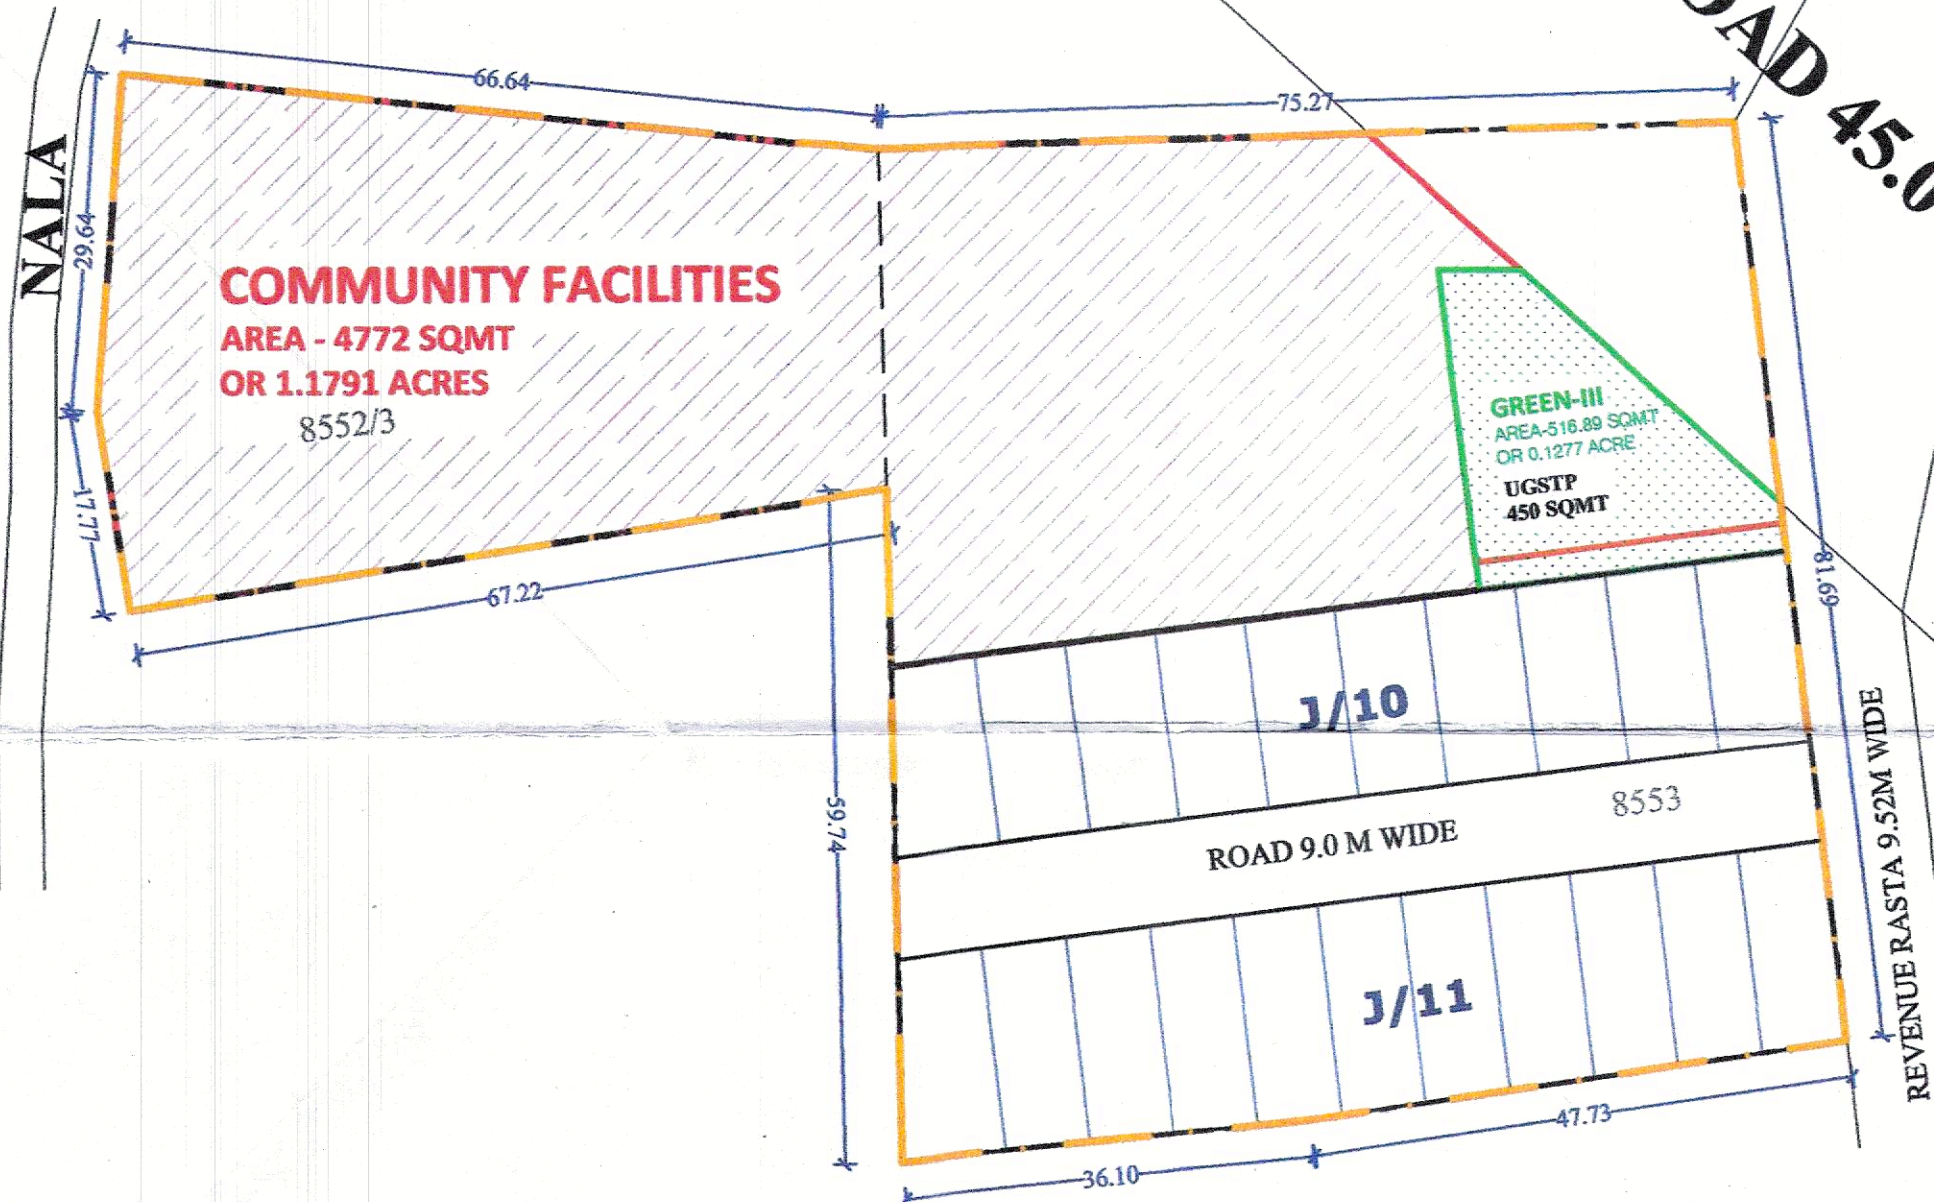 ROAD 45.0
66.64
75.27
NALA
29.64
COMMUNITY FACILITIES
AREA - 4772 SQMT
OR 1.1791 ACRES
8552/3
GREEN-III
AREA-516.89 SQMT
OR 0.1277 ACRE
UGSTP
450 SQMT
17.77
67.22
81.69
J/10
59.74
8553
ROAD 9.0 M WIDE
REVENUE RASTA 9.52M WIDE
J/11
47.73
36.10